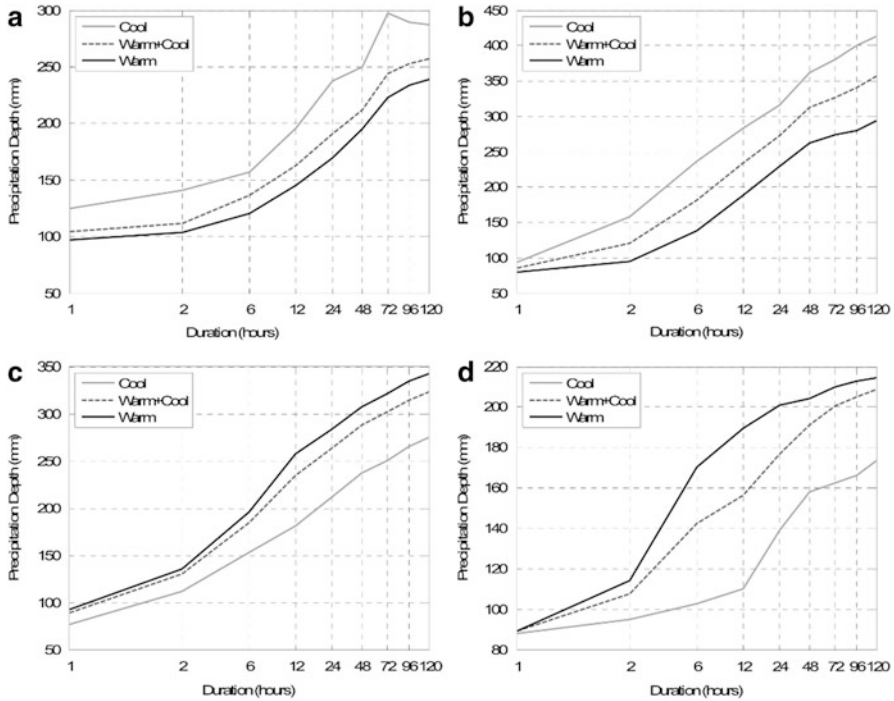 a
300
250
200
150
100
50
Precipitation Depth (mm)
Cool
Warm+Cool
Warm
1 2 6 12 24 48 72 96 120
Duration (hours)
b
450
400
350
300
250
200
150
100
50
Precipitation Depth (mm)
Cool
Warm+Cool
Warm
1 2 6 12 24 48 72 96 120
Duration (hours)
c
350
300
250
200
150
100
50
Precipitation Depth (mm)
Cool
Warm+Cool
Warm
1 2 6 12 24 48 72 96 120
Duration (hours)
d
220
200
180
160
140
120
100
80
Precipitation Depth (mm)
Cool
Warm+Cool
Warm
1 2 6 12 24 48 72 96 120
Duration (hours)